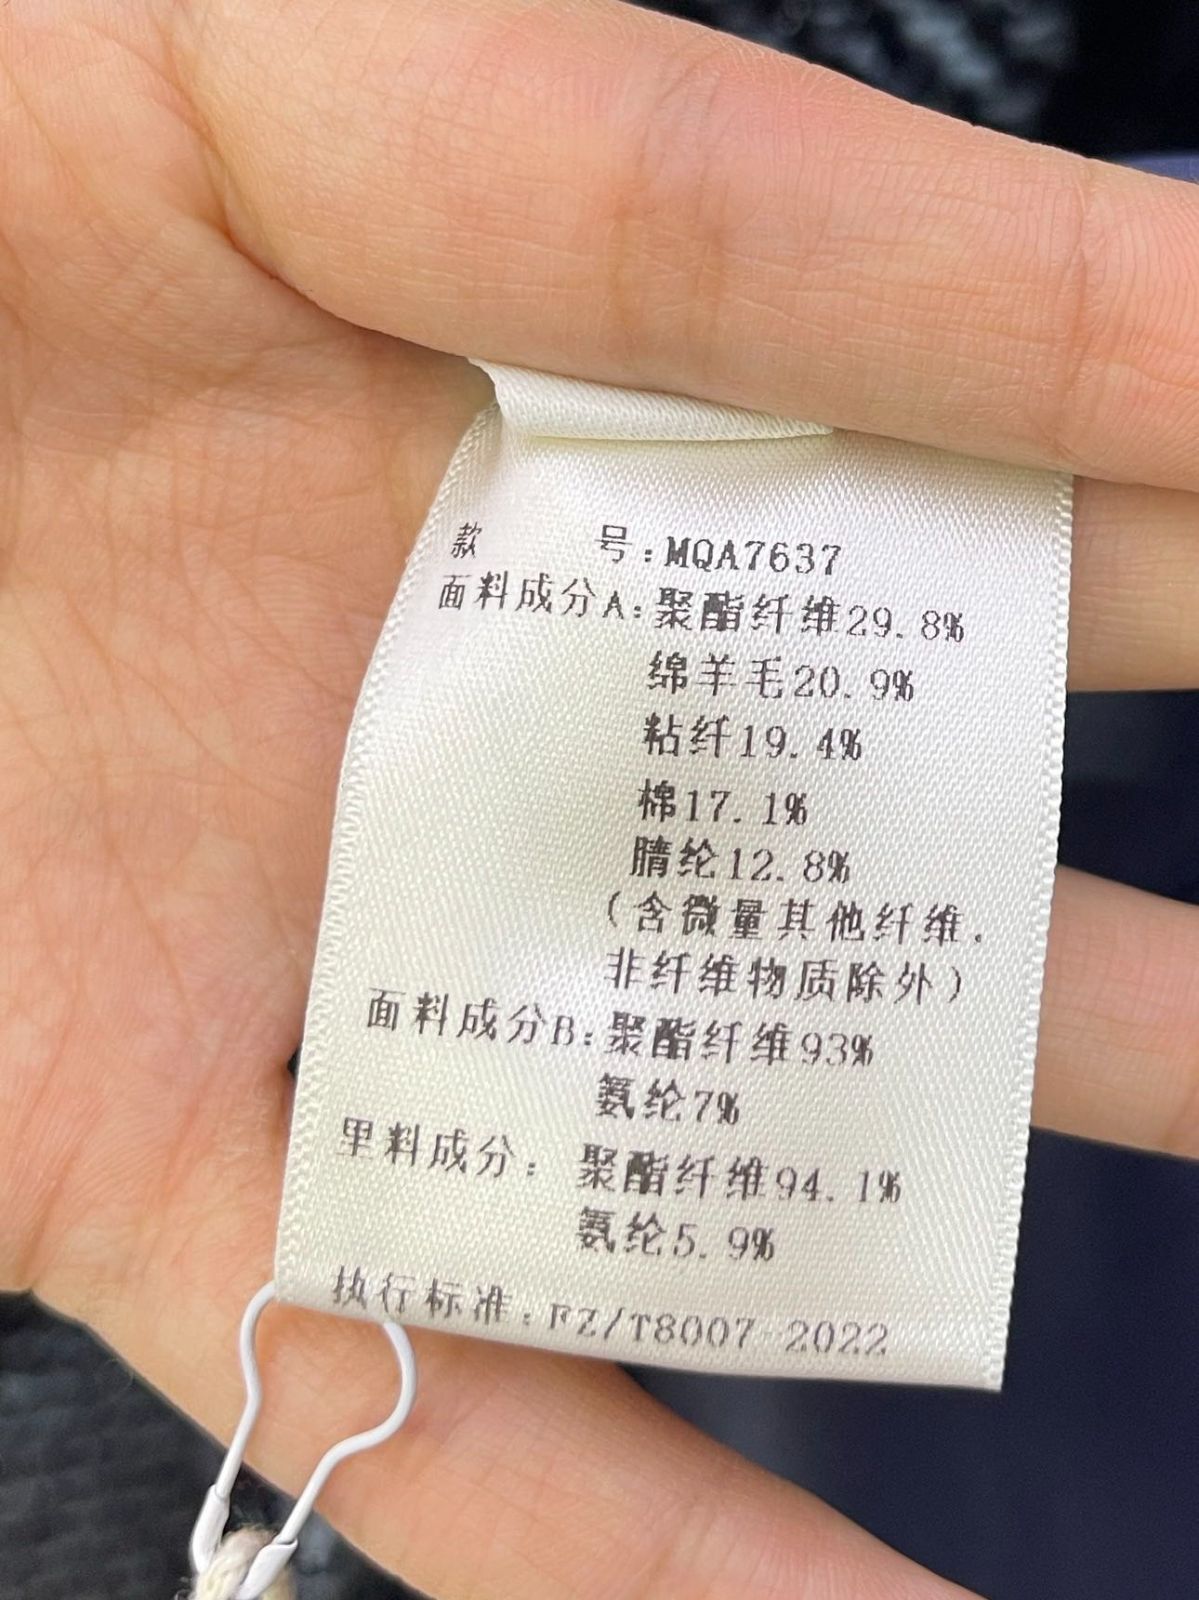 款 号：MQA7637
面料成分A：聚酯纤维29.8%
绵羊毛20.9%
粘纤19.4%
棉17.1%
腈纶12.8%
(含微量其他纤维，
非纤维物质除外)
面料成分B：聚酯纤维93%
氨纶7%
里料成分：聚酯纤维94.1%
氨纶5.9%
执行标准：FZ/T8007-2022